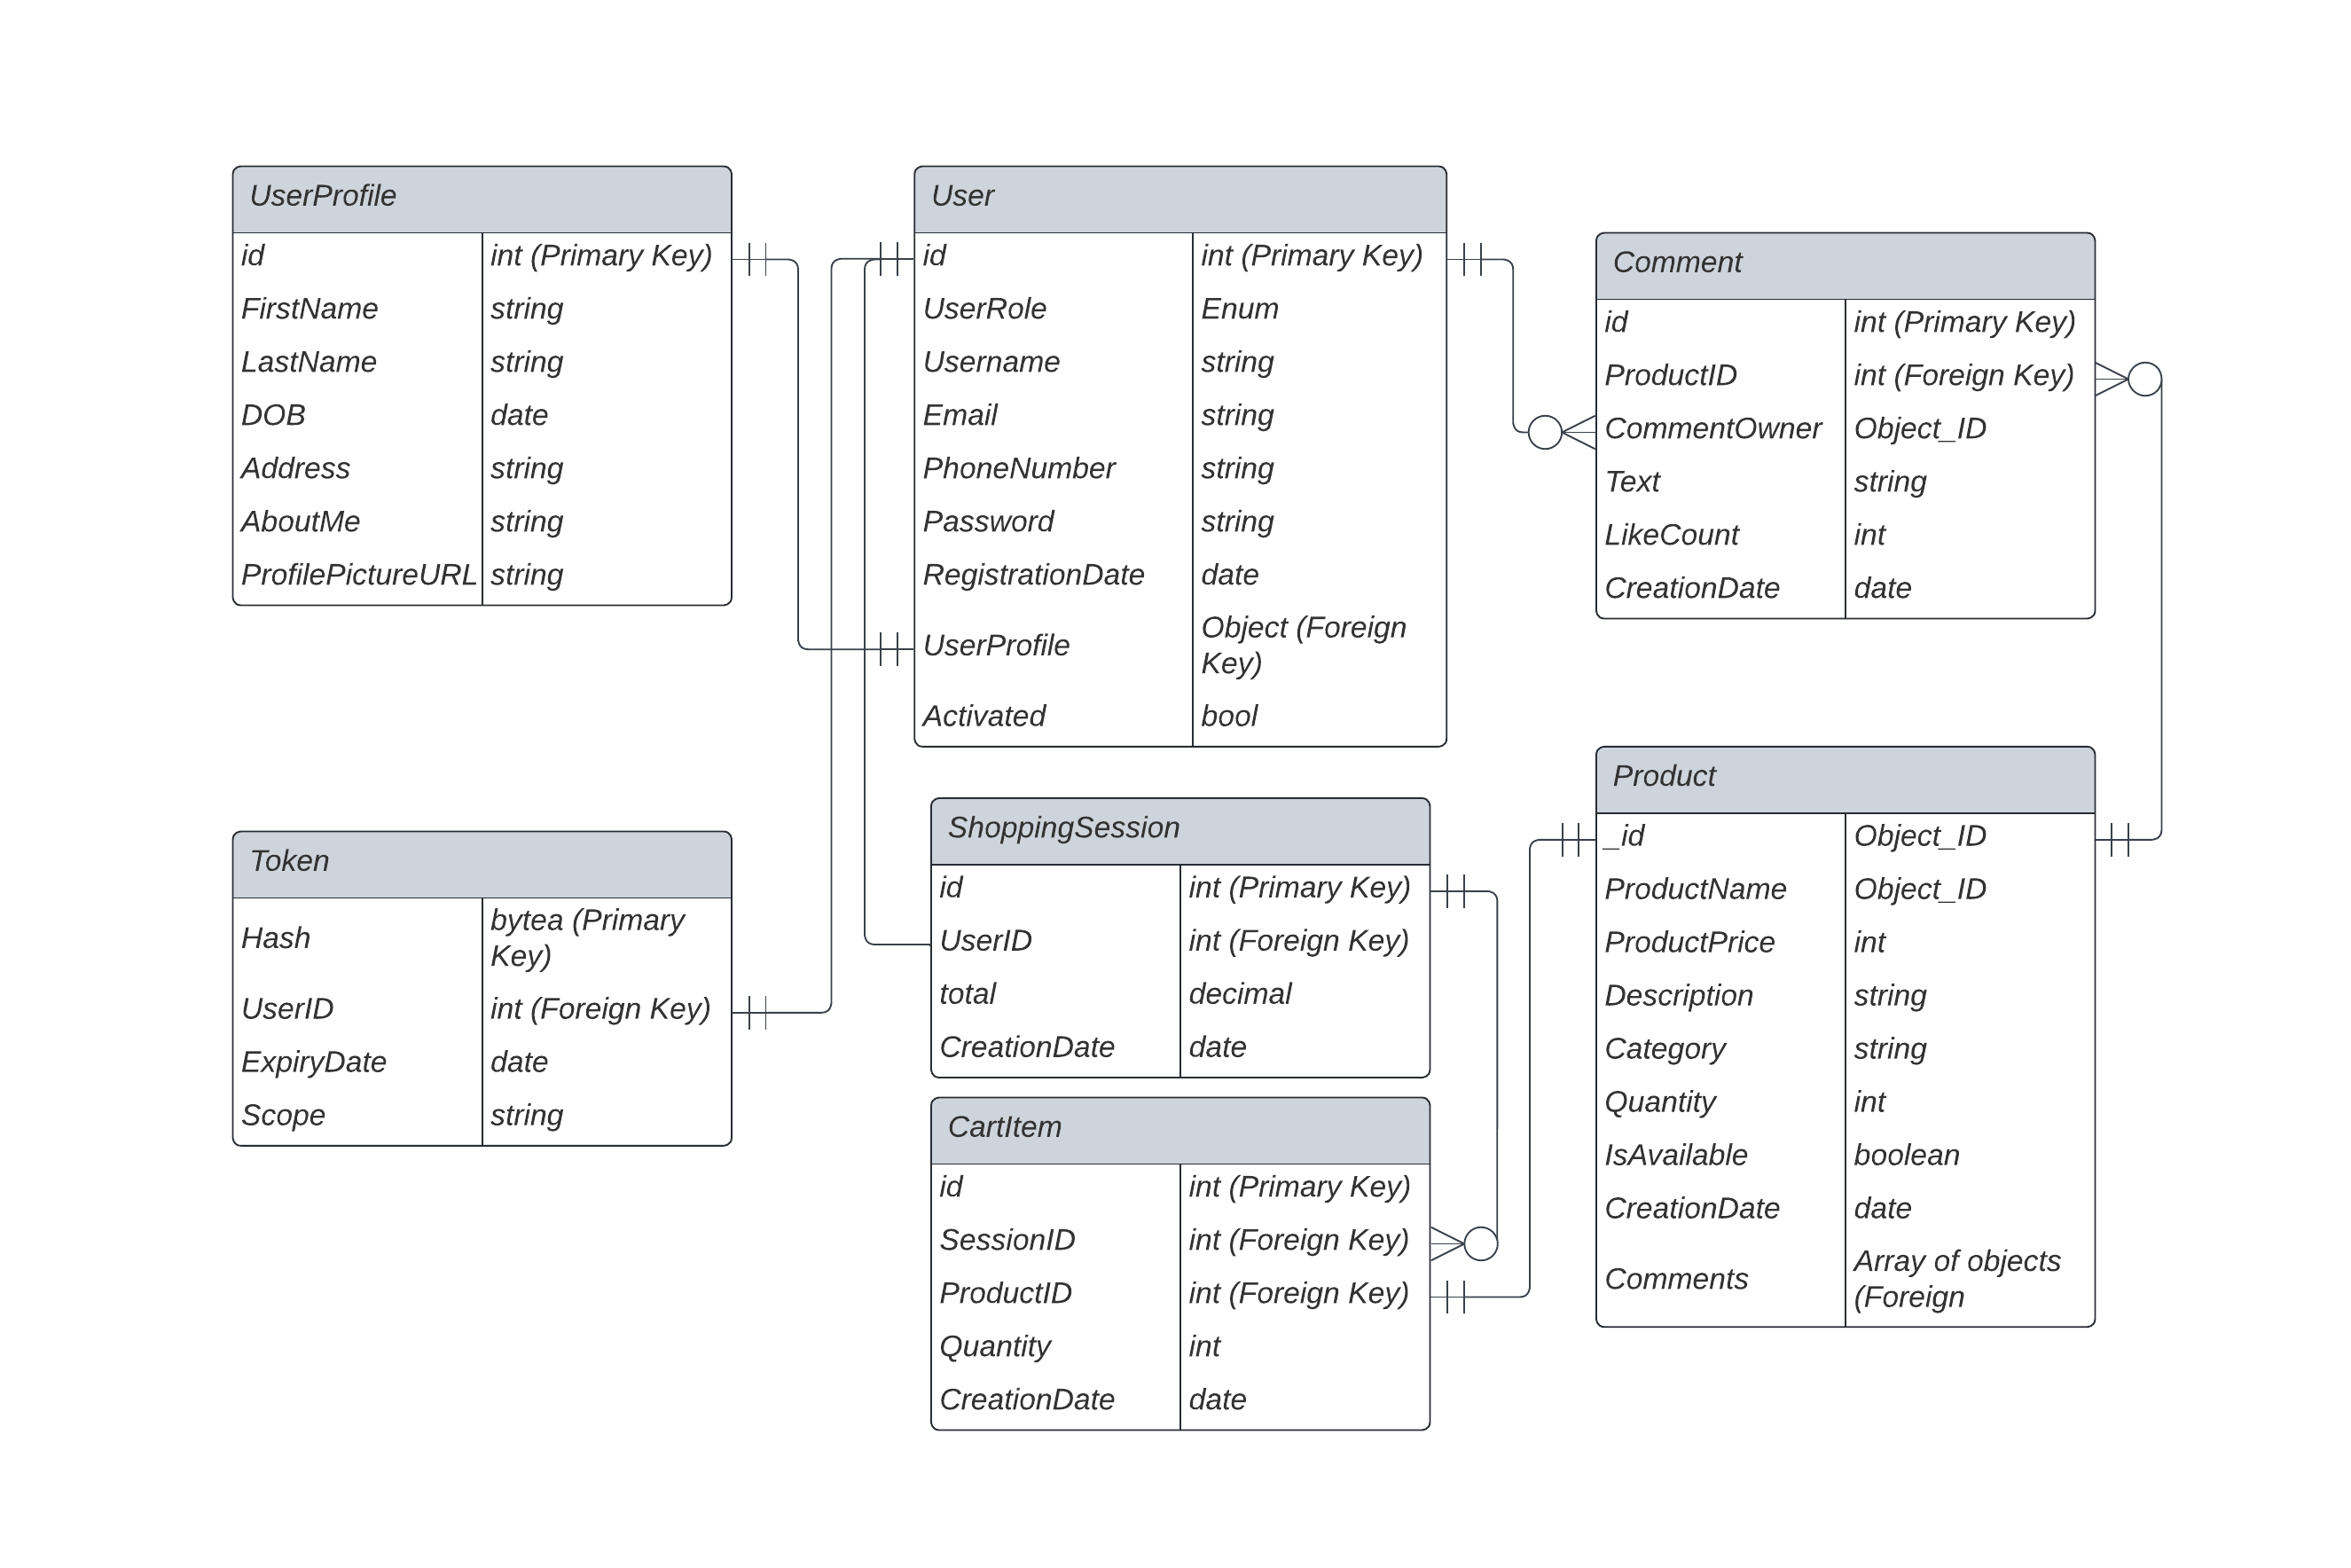 UserProfile
id int (Primary Key)
FirstName string
LastName string
DOB date
Address string
AboutMe string
ProfilePictureURL string
User
id int (Primary Key)
UserRole Enum
Username string
Email string
PhoneNumber string
Password string
RegistrationDate date
UserProfile Object (Foreign
Key)
Activated bool
Comment
id int (Primary Key)
ProductID int (Foreign Key)
CommentOwner Object_ID
Text string
LikeCount int
CreationDate date
Token
Hash bytea (Primary
Key)
UserID int (Foreign Key)
ExpiryDate date
Scope string
ShoppingSession
id int (Primary Key)
UserID int (Foreign Key)
total decimal
CreationDate date
CartItem
id int (Primary Key)
SessionID int (Foreign Key)
ProductID int (Foreign Key)
Quantity int
CreationDate date
Product
_id Object_ID
ProductName Object_ID
ProductPrice int
Description string
Category string
Quantity int
IsAvailable boolean
CreationDate date
Comments Array of objects
(Foreign